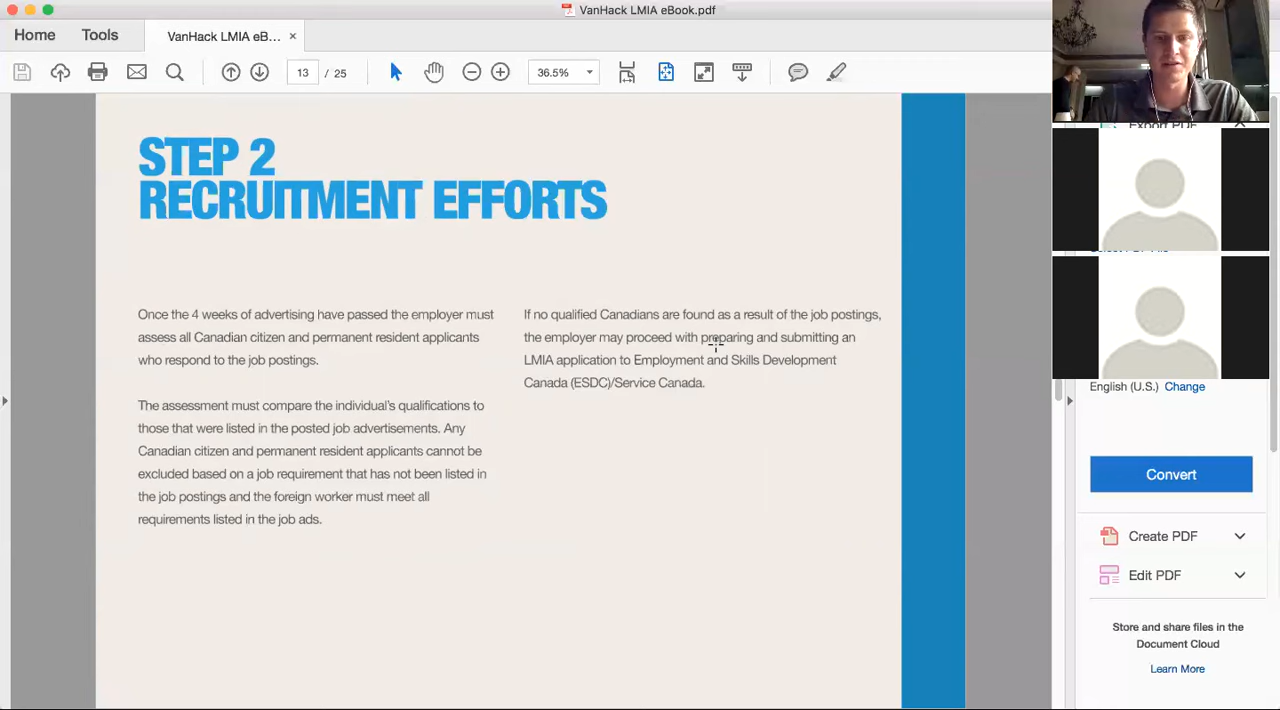 VanHack LMIA eBook.pdf
Home
Tools
VanHack LMIA eB... ×
13 / 25
36.5%
STEP 2
RECRUITMENT EFFORTS
Once the 4 weeks of advertising have passed the employer must
assess all Canadian citizen and permanent resident applicants
who respond to the job postings.
The assessment must compare the individual's qualifications to
those that were listed in the posted job advertisements. Any
Canadian citizen and permanent resident applicants cannot be
excluded based on a job requirement that has not been listed in
the job postings and the foreign worker must meet all
requirements listed in the job ads.
If no qualified Canadians are found as a result of the job postings,
the employer may proceed with preparing and submitting an
LMIA application to Employment and Skills Development
Canada (ESDC)/Service Canada.
Export PDF
English (U.S.) Change
Convert
Create PDF
Edit PDF
Store and share files in the
Document Cloud
Learn More